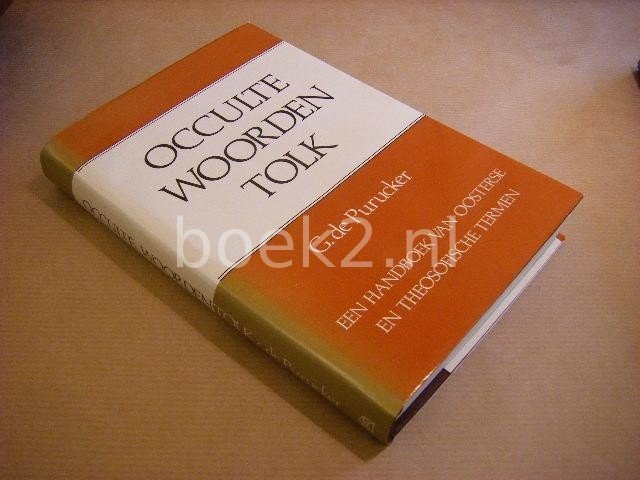 OCCULTE
WOORDEN
TOLK
G. de Purucker
EEN HANDBOEK VAN OOSTERSE
EN THEOSOFISCHE TERMEN
OCCULTE WOORDENTOLK G. de Purucker
boek2.nl